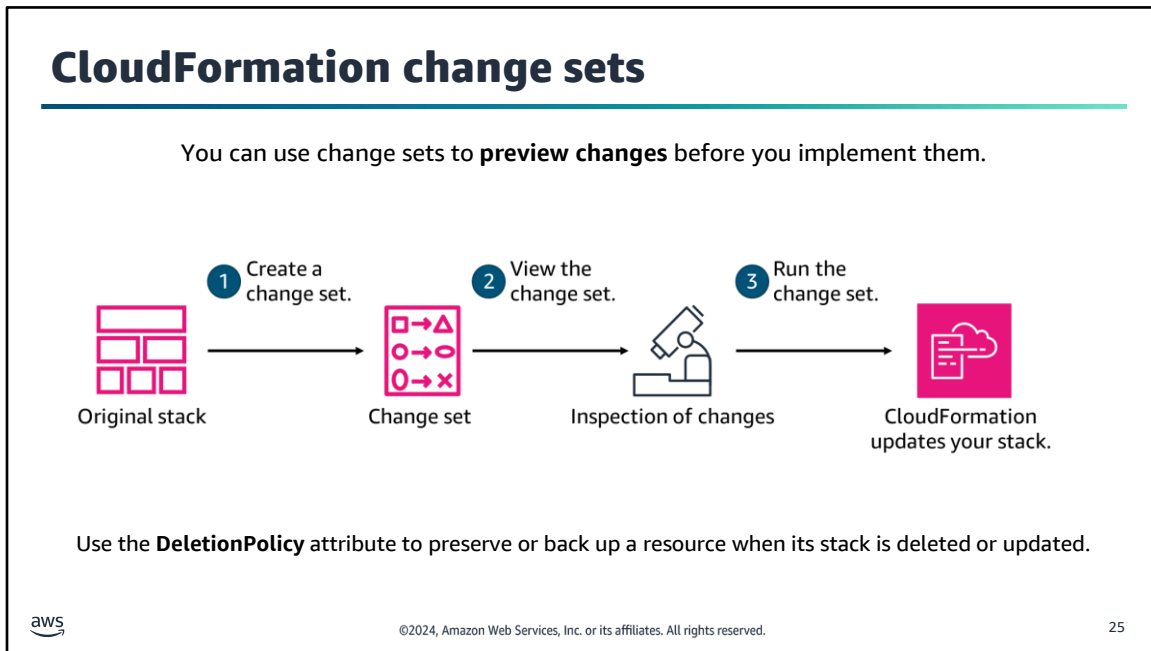 CloudFormation change sets
You can use change sets to preview changes before you implement them.
1 Create a
change set.
2 View the
change set.
3 Run the
change set.
Original stack
Change set
Inspection of changes
CloudFormation
updates your stack.
Use the DeletionPolicy attribute to preserve or back up a resource when its stack is deleted or updated.
aws
©2024, Amazon Web Services, Inc. or its affiliates. All rights reserved.
25